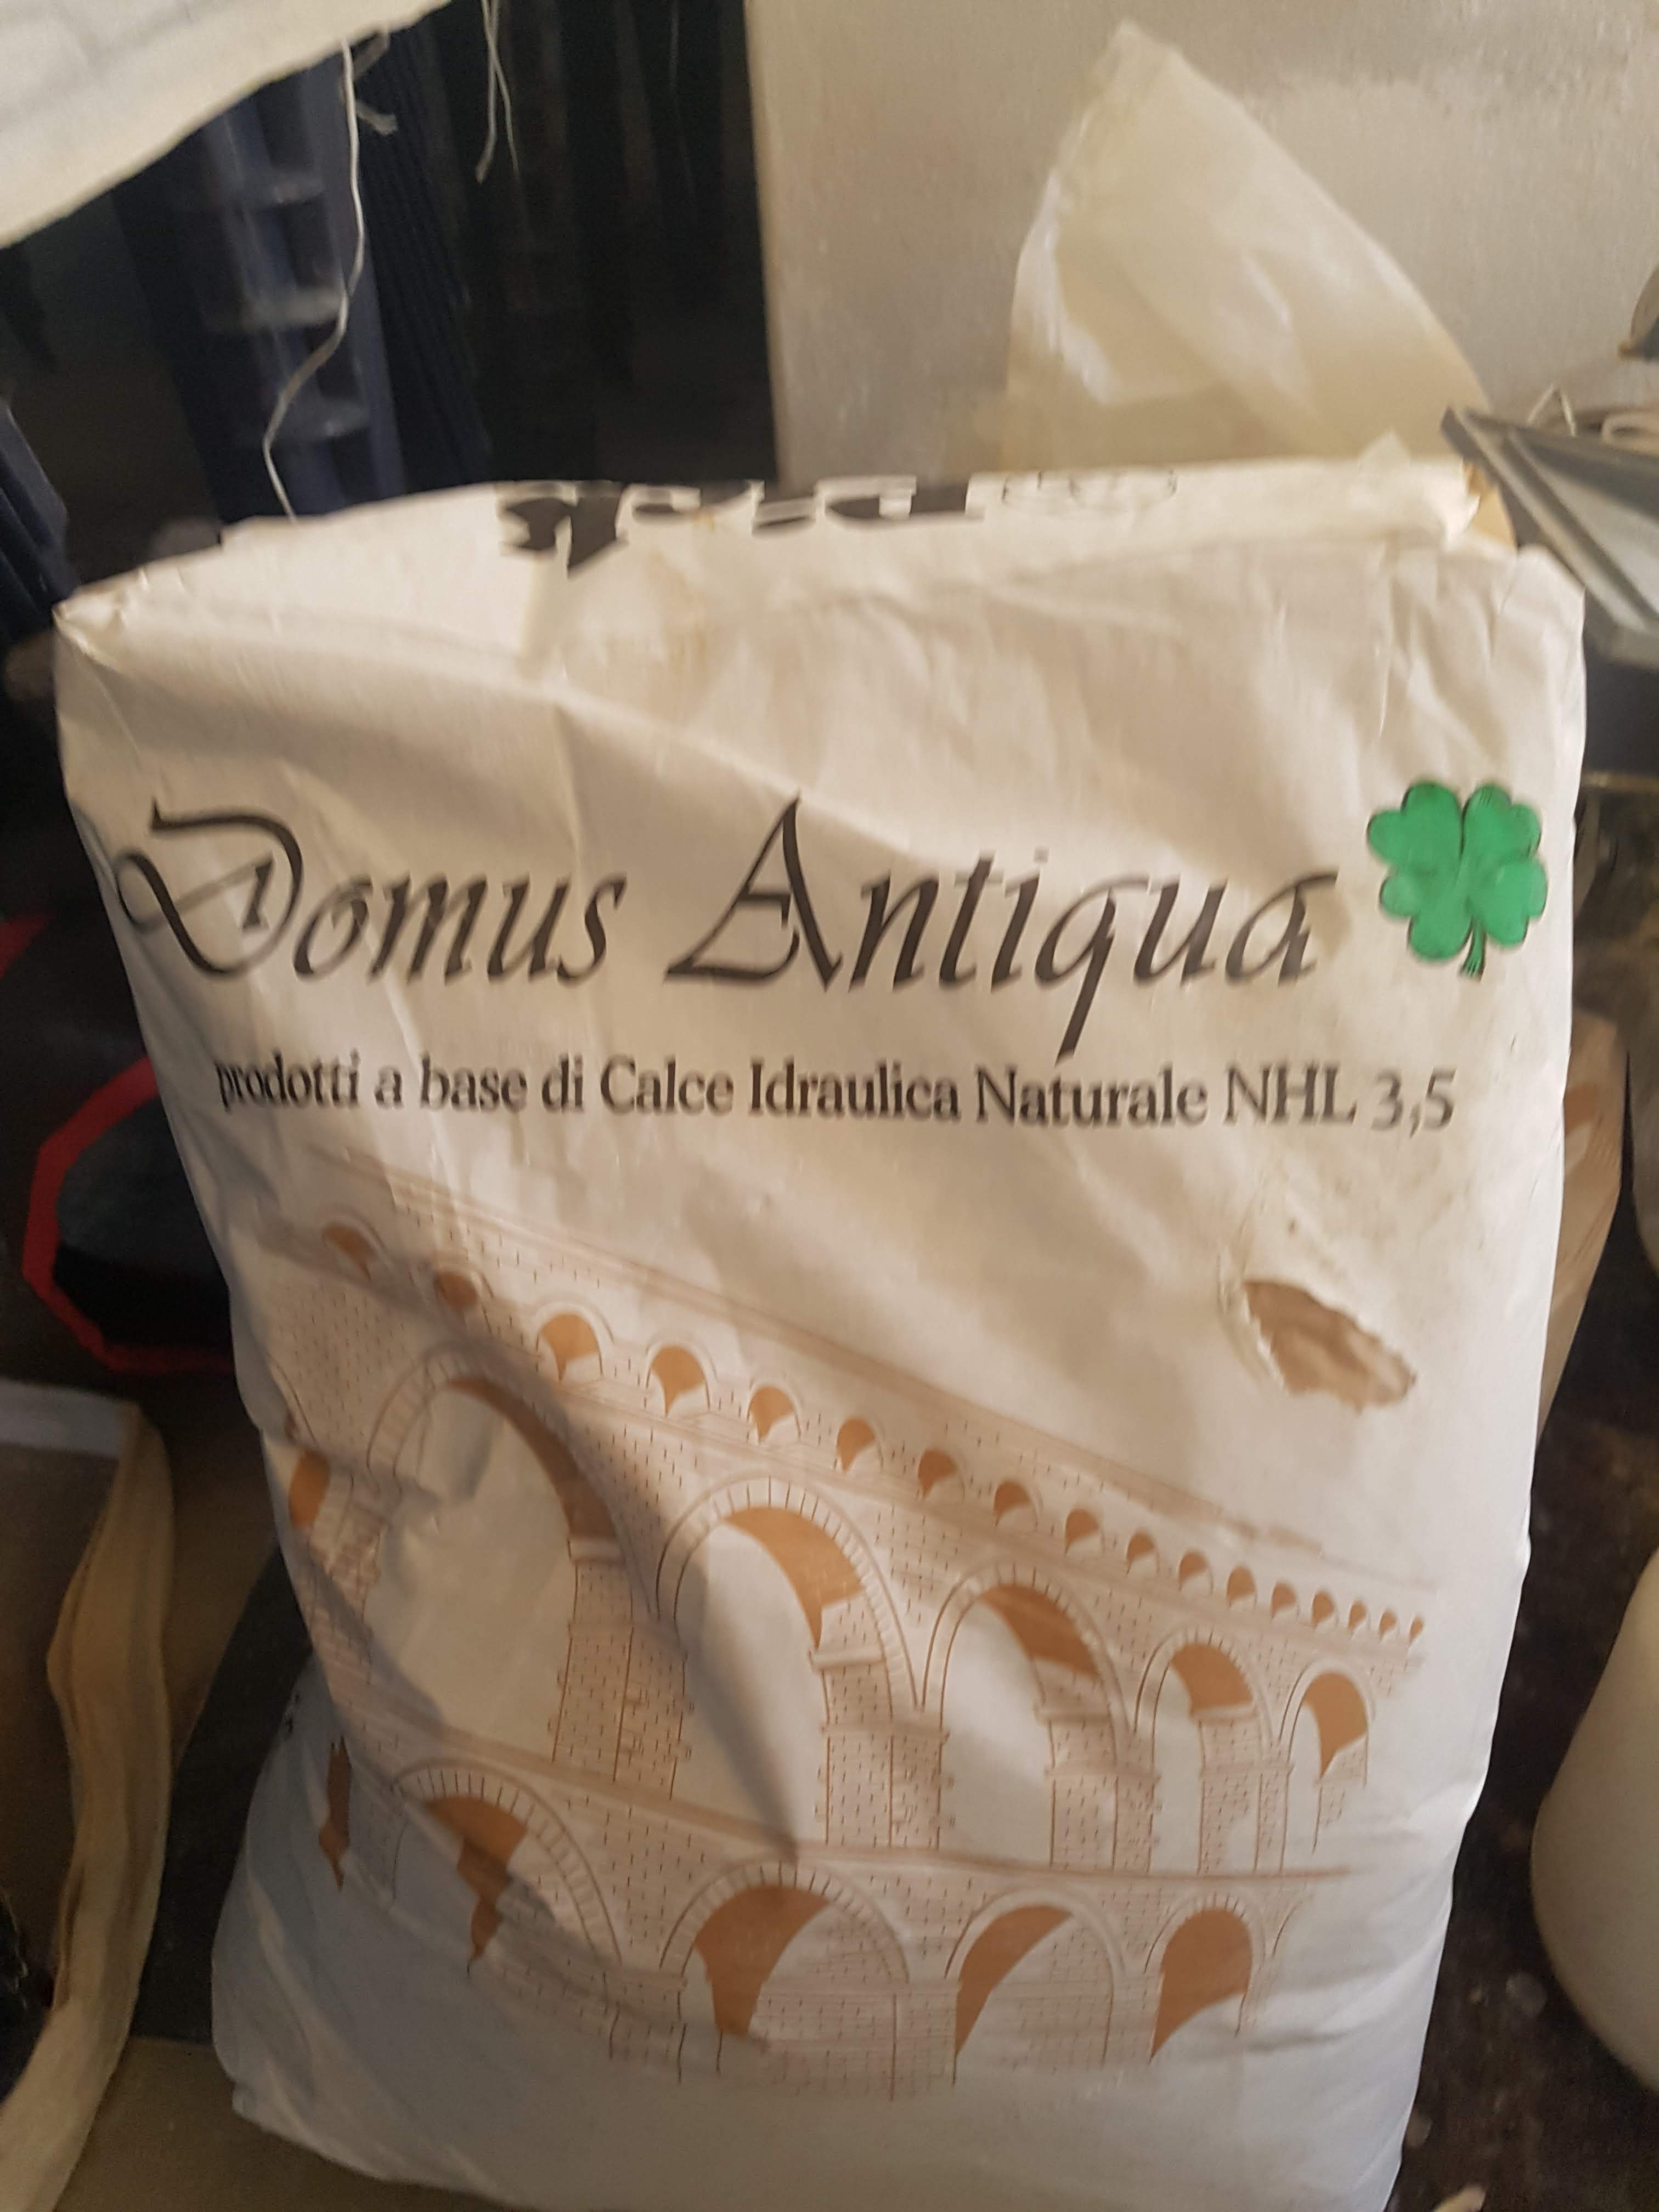 Domus Antiqua
prodotti a base di Calce Idraulica Naturale NHL 3,5